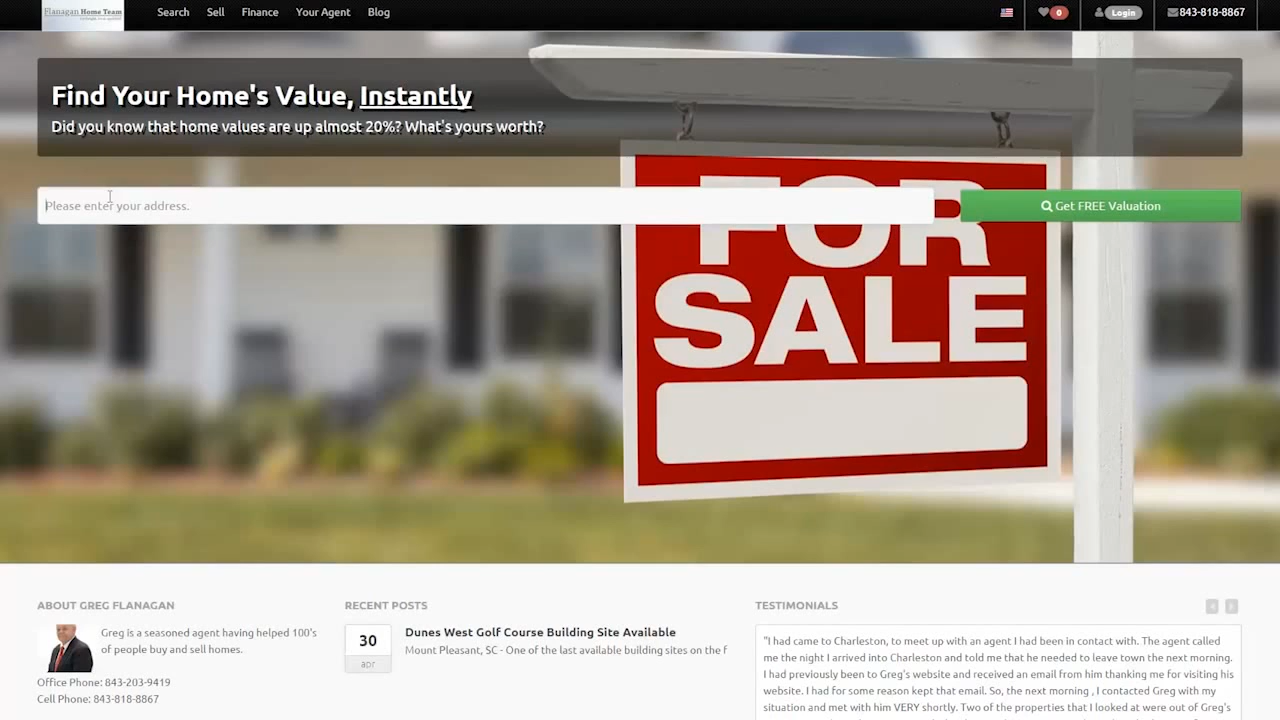 Flanagan Home Team
Search
Sell
Finance
Your Agent
Blog
0
Login
843-818-8867
Find Your Home's Value, Instantly
Did you know that home values are up almost 20%? What's yours worth?
Please enter your address.
Get FREE Valuation
FOR
SALE
ABOUT GREG FLANAGAN
Greg is a seasoned agent having helped 100's
of people buy and sell homes.
Office Phone: 843-203-9419
Cell Phone: 843-818-8867
RECENT POSTS
30
apr
Dunes West Golf Course Building Site Available
Mount Pleasant, SC - One of the last available building sites on the f
TESTIMONIALS
"I had came to Charleston, to meet up with an agent I had been in contact with. The agent called
me the night I arrived into Charleston and told me that he needed to leave town the next morning.
I had previously been to Greg's website and received an email from him thanking me for visiting his
website. I had for some reason kept that email. So, the next morning , I contacted Greg with my
situation and met with him VERY shortly. Two of the properties that I looked at were out of Greg's